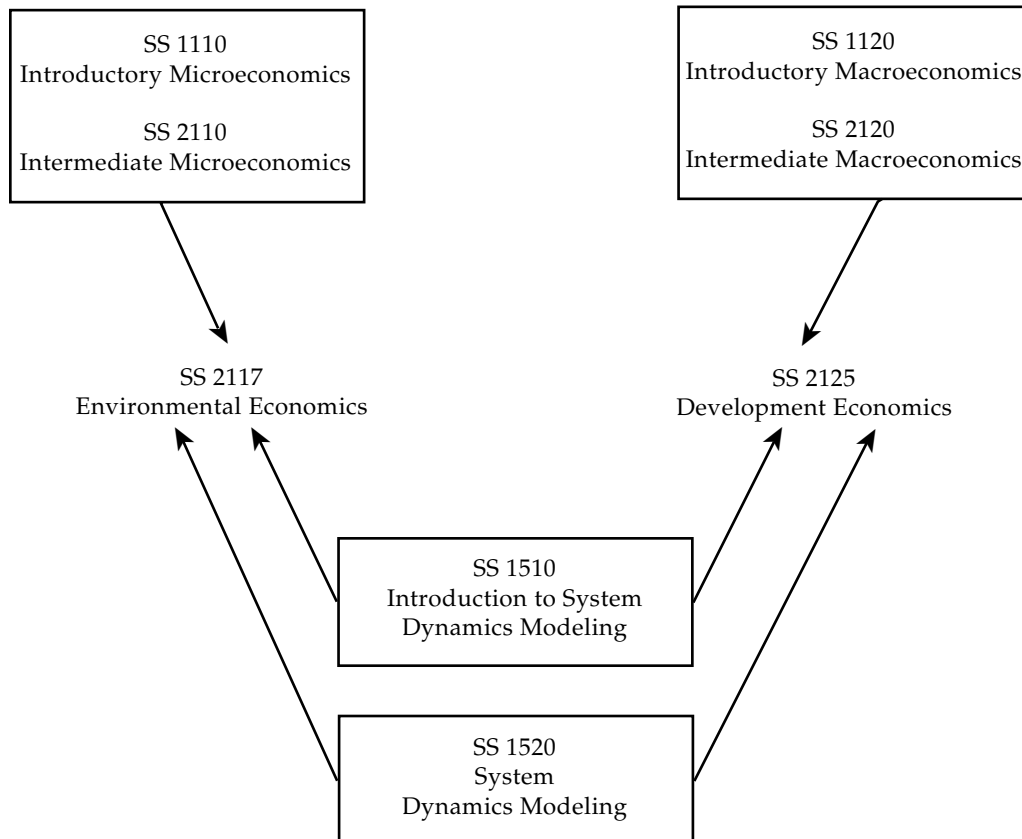 SS 1110
Introductory Microeconomics
SS 2110
Intermediate Microeconomics
SS 1120
Introductory Macroeconomics
SS 2120
Intermediate Macroeconomics
SS 2117
Environmental Economics
SS 2125
Development Economics
SS 1510
Introduction to System
Dynamics Modeling
SS 1520
System
Dynamics Modeling